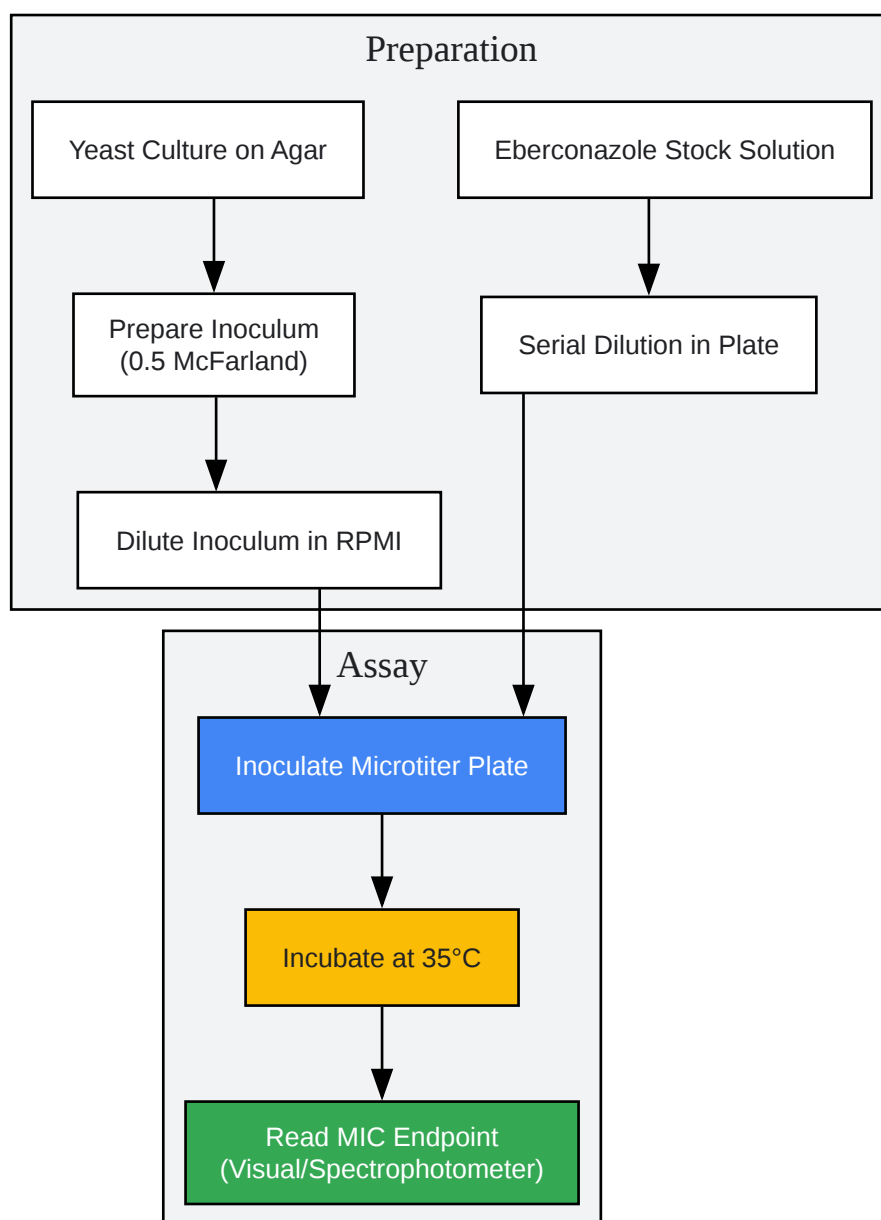 Preparation
Yeast Culture on Agar
Eberconazole Stock Solution
Prepare Inoculum
(0.5 McFarland)
Serial Dilution in Plate
Dilute Inoculum in RPMI
Assay
Inoculate Microtiter Plate
Incubate at 35°C
Read MIC Endpoint
(Visual/Spectrophotometer)